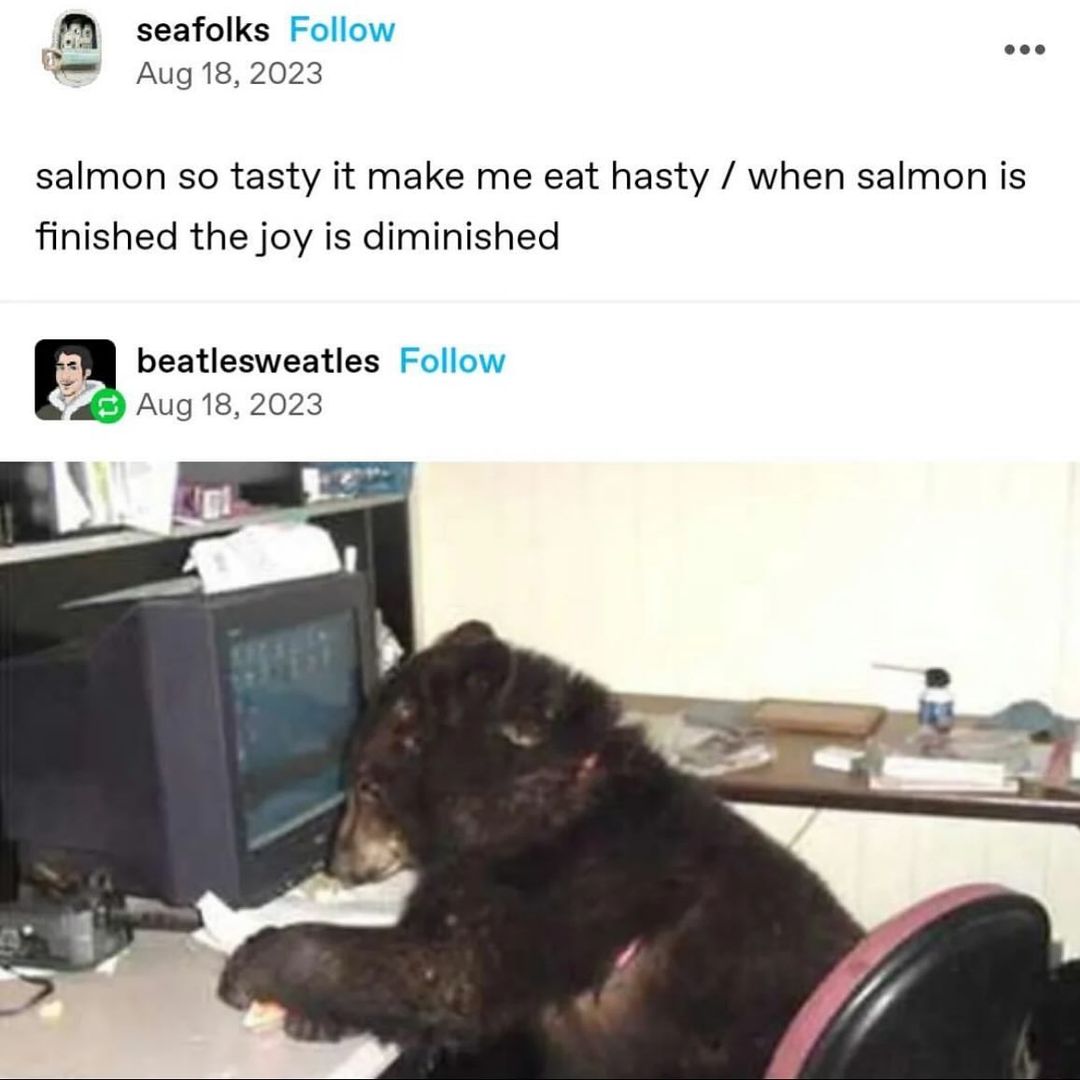 seafolks Follow
Aug 18, 2023
salmon so tasty it make me eat hasty / when salmon is
finished the joy is diminished
beatlesweatles Follow
Aug 18, 2023